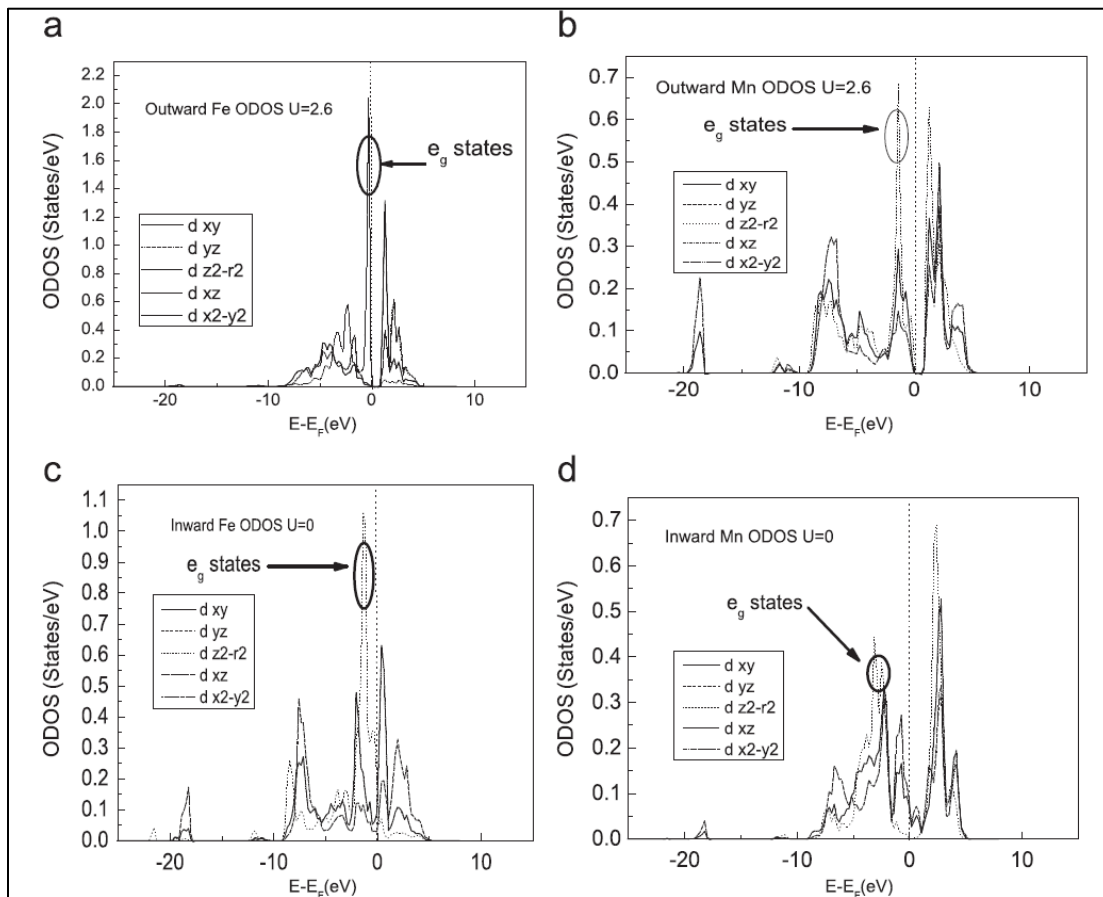 a
2.2
2.0
1.8
1.6
1.4
1.2
1.0
0.8
0.6
0.4
0.2
0.0
ODOS (States/eV)
Outward Fe ODOS U=2.6
e_g states
d xy
d yz
d z2-r2
d xz
d x2-y2
-20
-10
0
10
E-E_F(eV)
b
0.7
0.6
0.5
0.4
0.3
0.2
0.1
0.0
ODOS (States/eV)
Outward Mn ODOS U=2.6
e_g states
d xy
d yz
d z2-r2
d xz
d x2-y2
-20
-10
0
10
E-E_F(eV)
c
1.1
1.0
0.9
0.8
0.7
0.6
0.5
0.4
0.3
0.2
0.1
0.0
ODOS (States/eV)
Inward Fe ODOS U=0
e_g states
d xy
d yz
d z2-r2
d xz
d x2-y2
-20
-10
0
10
E-E_F(eV)
d
0.7
0.6
0.5
0.4
0.3
0.2
0.1
0.0
ODOS (States/eV)
Inward Mn ODOS U=0
e_g states
d xy
d yz
d z2-r2
d xz
d x2-y2
-20
-10
0
10
E-E_F(eV)